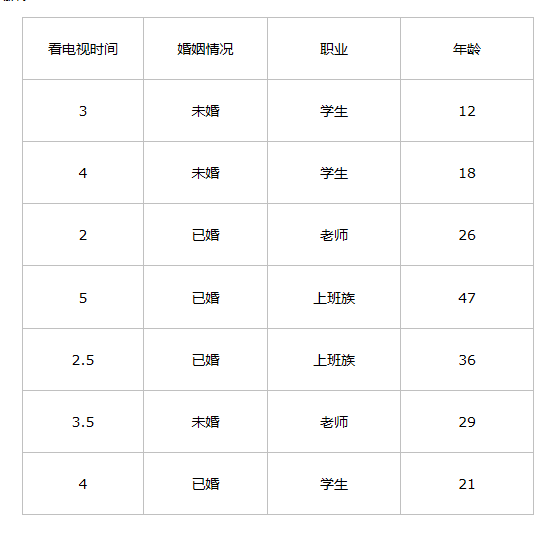 看电视时间 婚姻情况 职业 年龄
3 未婚 学生 12
4 未婚 学生 18
2 已婚 老师 26
5 已婚 上班族 47
2.5 已婚 上班族 36
3.5 未婚 老师 29
4 已婚 学生 21